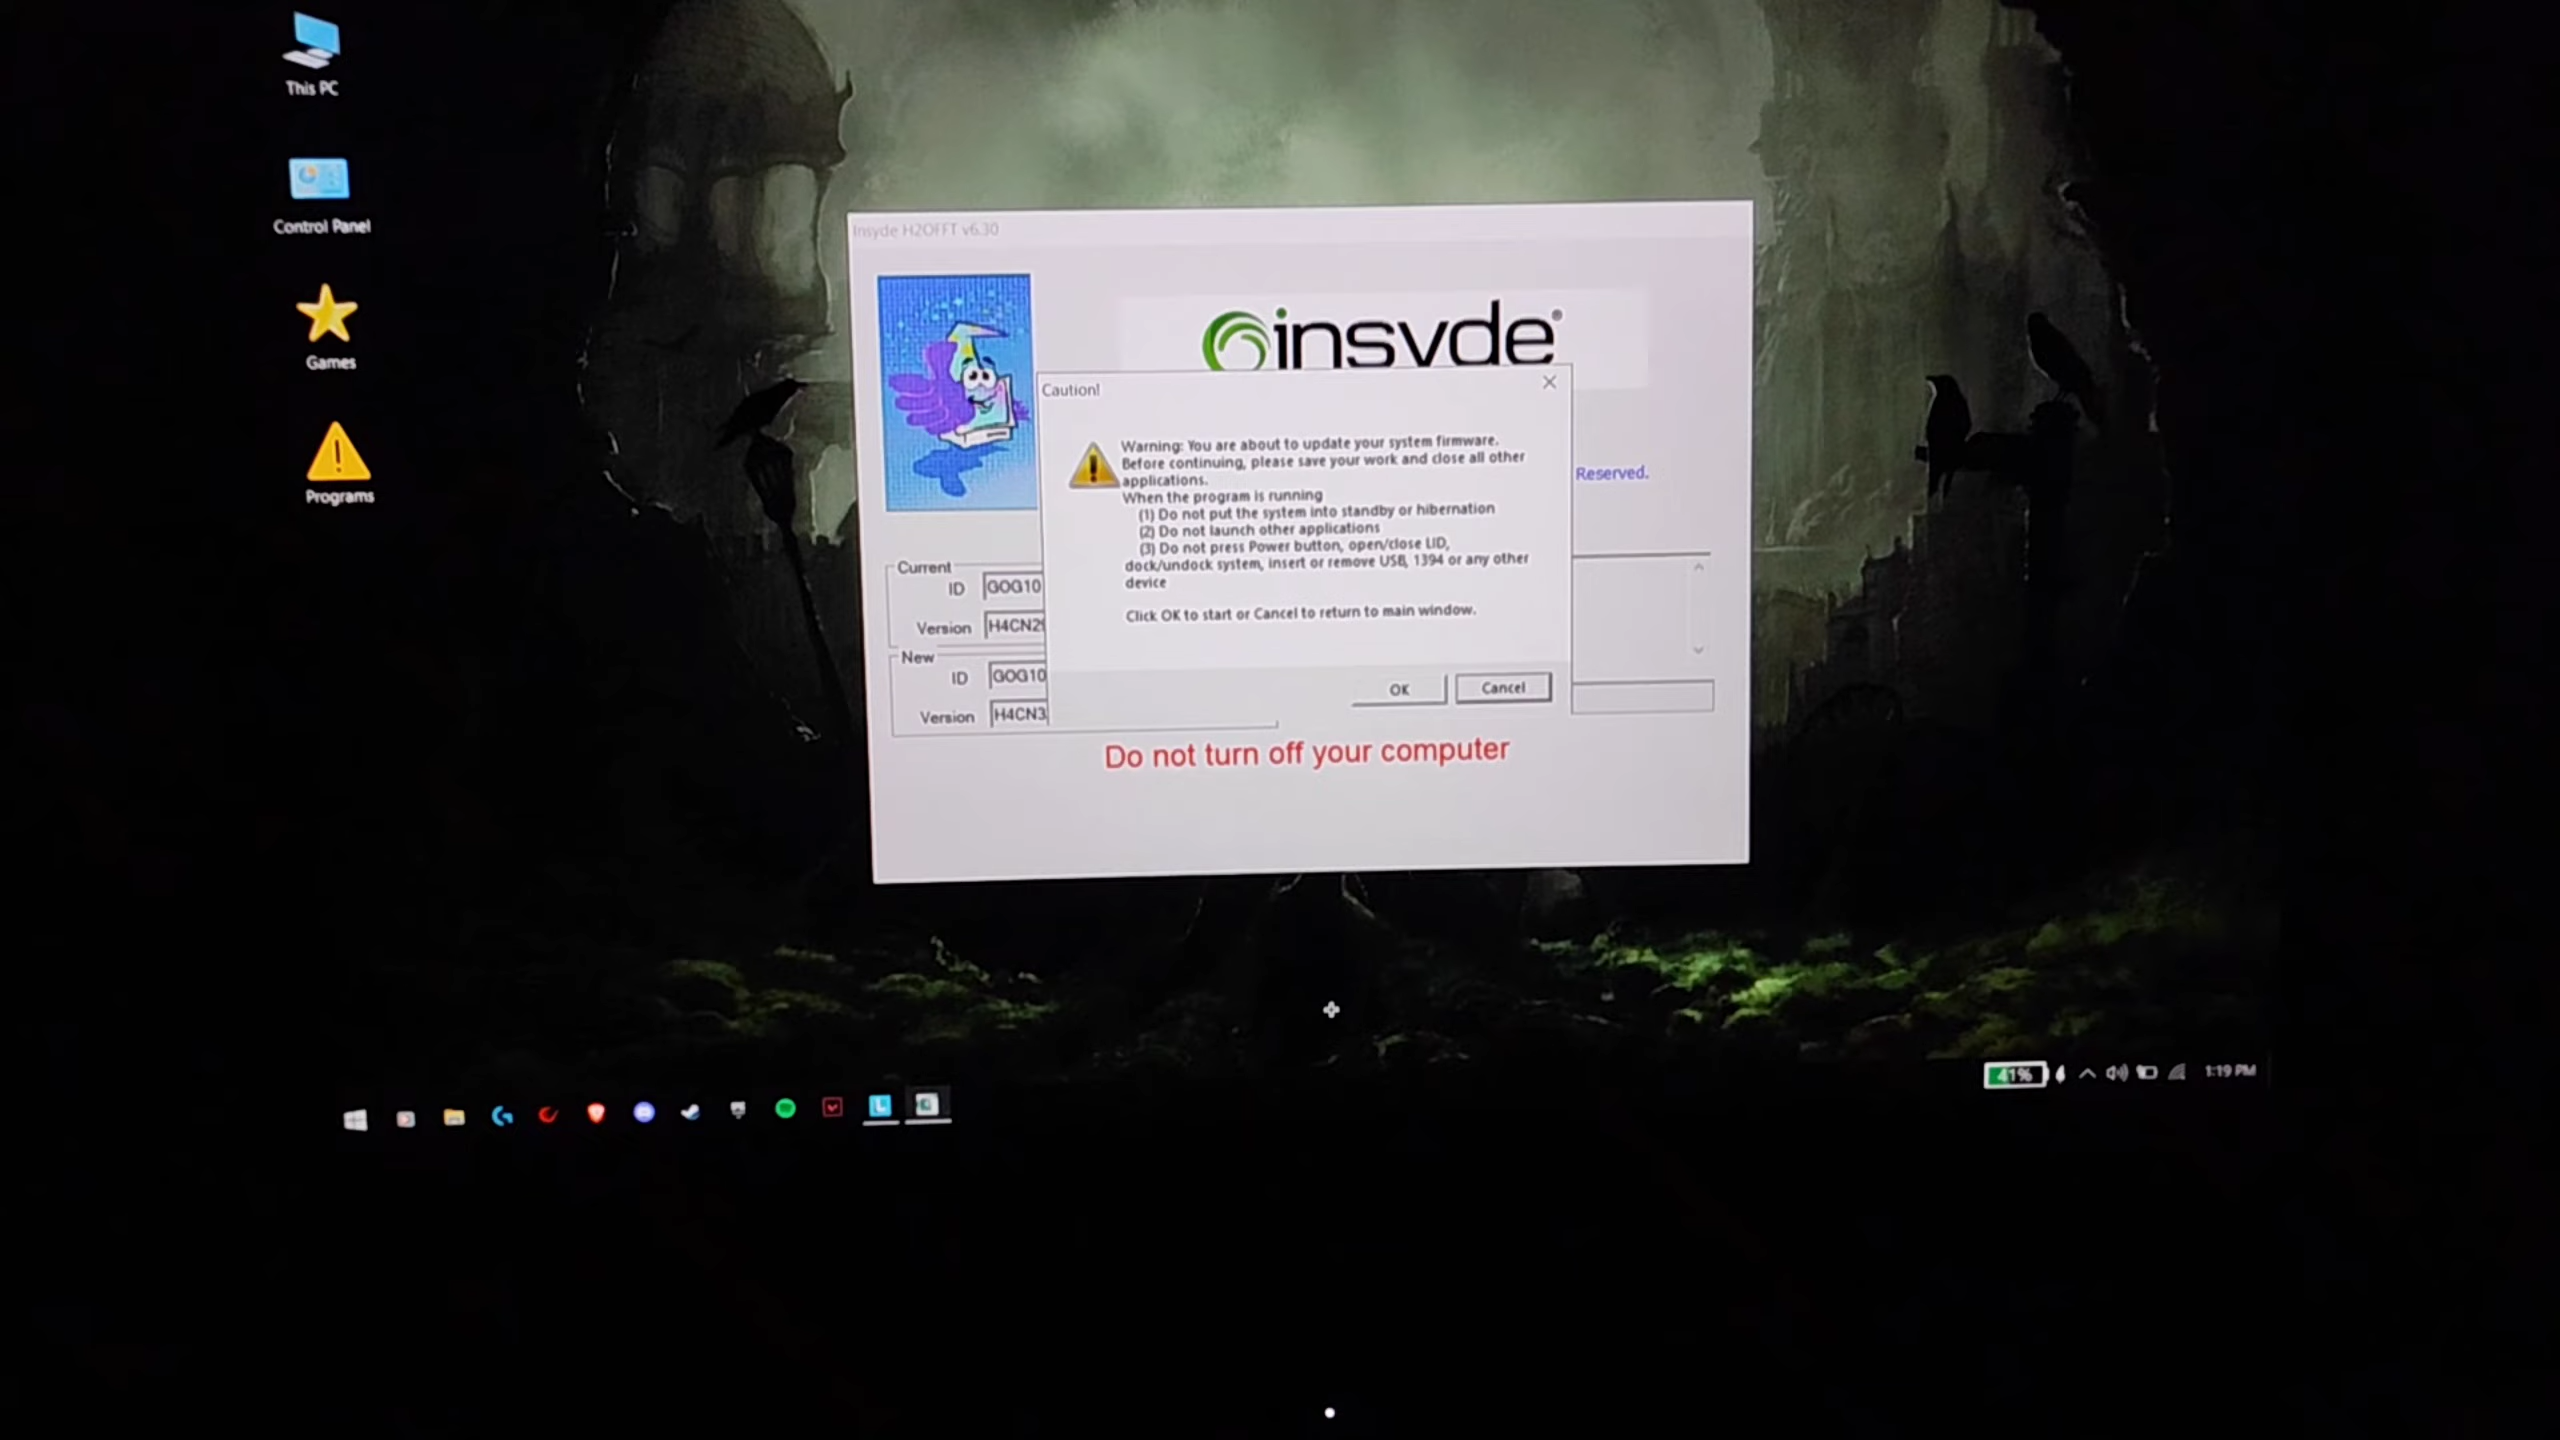 This PC
Control Panel
Games
Programs
Insyde H2OFFT v6.30
insyde®
Caution!
Warning: You are about to update your system firmware.
Before continuing, please save your work and close all other
applications.
When the program is running
(1) Do not put the system into standby or hibernation
(2) Do not launch other applications
(3) Do not press Power button, open/close LID,
dock/undock system, insert or remove USB, 1394 or any other
device
Click OK to start or Cancel to return to main window.
OK
Cancel
Reserved.
Current
ID GOG10
Version H4CN2
New
ID GOG10
Version H4CN3
Do not turn off your computer
41%
1:19 PM